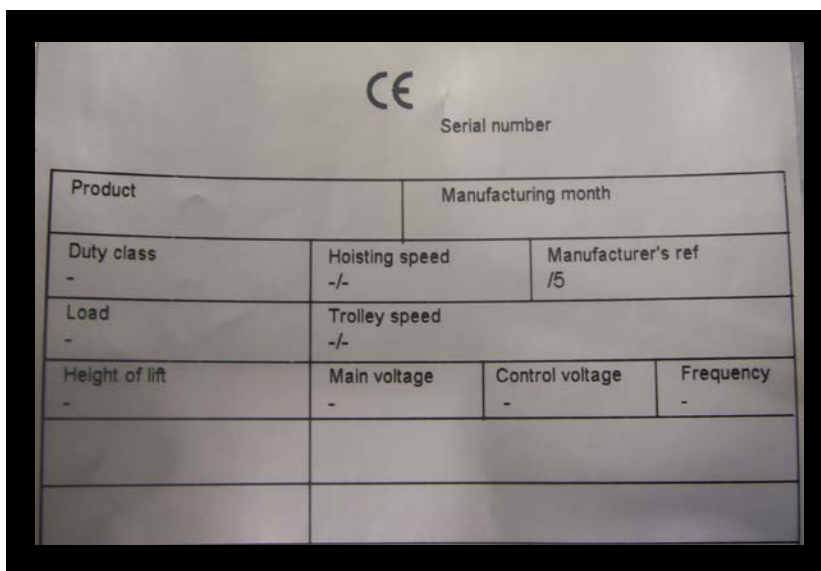 CE
Serial number
Product Manufacturing month
Duty class Hoisting speed Manufacturer's ref
- -/- /5
Load Trolley speed
- -/-
Height of lift Main voltage Control voltage Frequency
- - - -